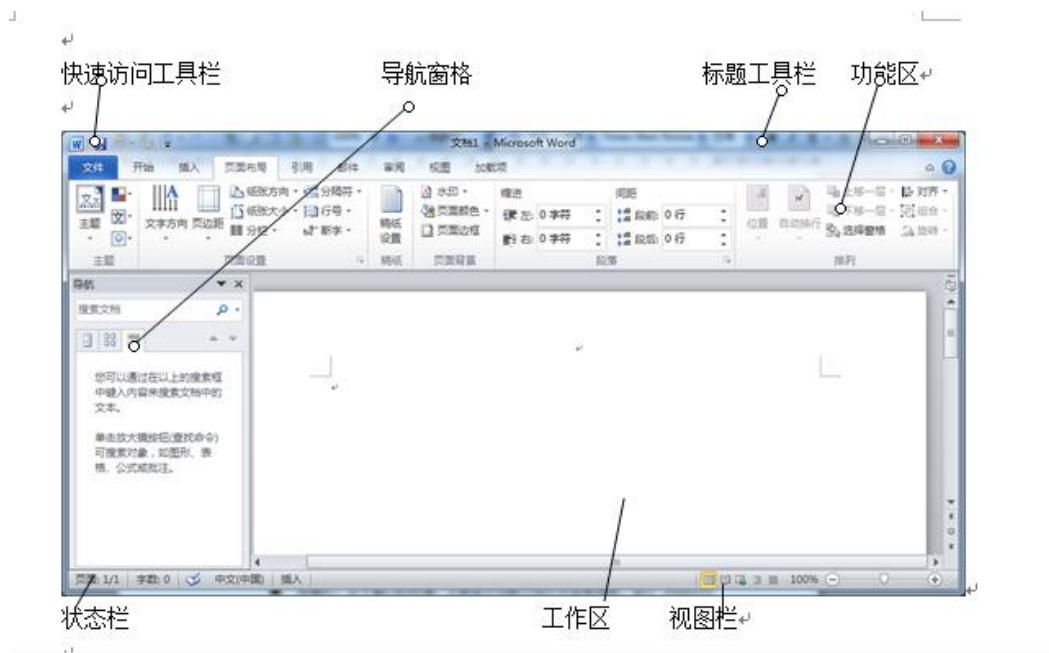 快速访问工具栏 导航窗格 标题工具栏 功能区
文档1 - Microsoft Word
文件 开始 插入 页面布局 引用 邮件 审阅 视图 加载项
纸张方向 分隔符 水印 缩进 间距 上移一层 对齐
主题 文字方向 页边距 纸张大小 行号 稿纸设置 页面颜色 左: 0 字符 段前: 0 行 位置 自动换行 下移一层 组合
分栏 断字 页面边框 右: 0 字符 段后: 0 行 选择窗格 旋转
主题 页面设置 稿纸 页面背景 段落 排列
导航
搜索文档
您可以通过在以上的搜索框
中键入内容来搜索文档中的
文本。
单击放大镜按钮(查找命令)
可搜索对象，如图形、表
格、公式或批注。
页面: 1/1 字数: 0 中文(中国) 插入 100%
状态栏 工作区 视图栏